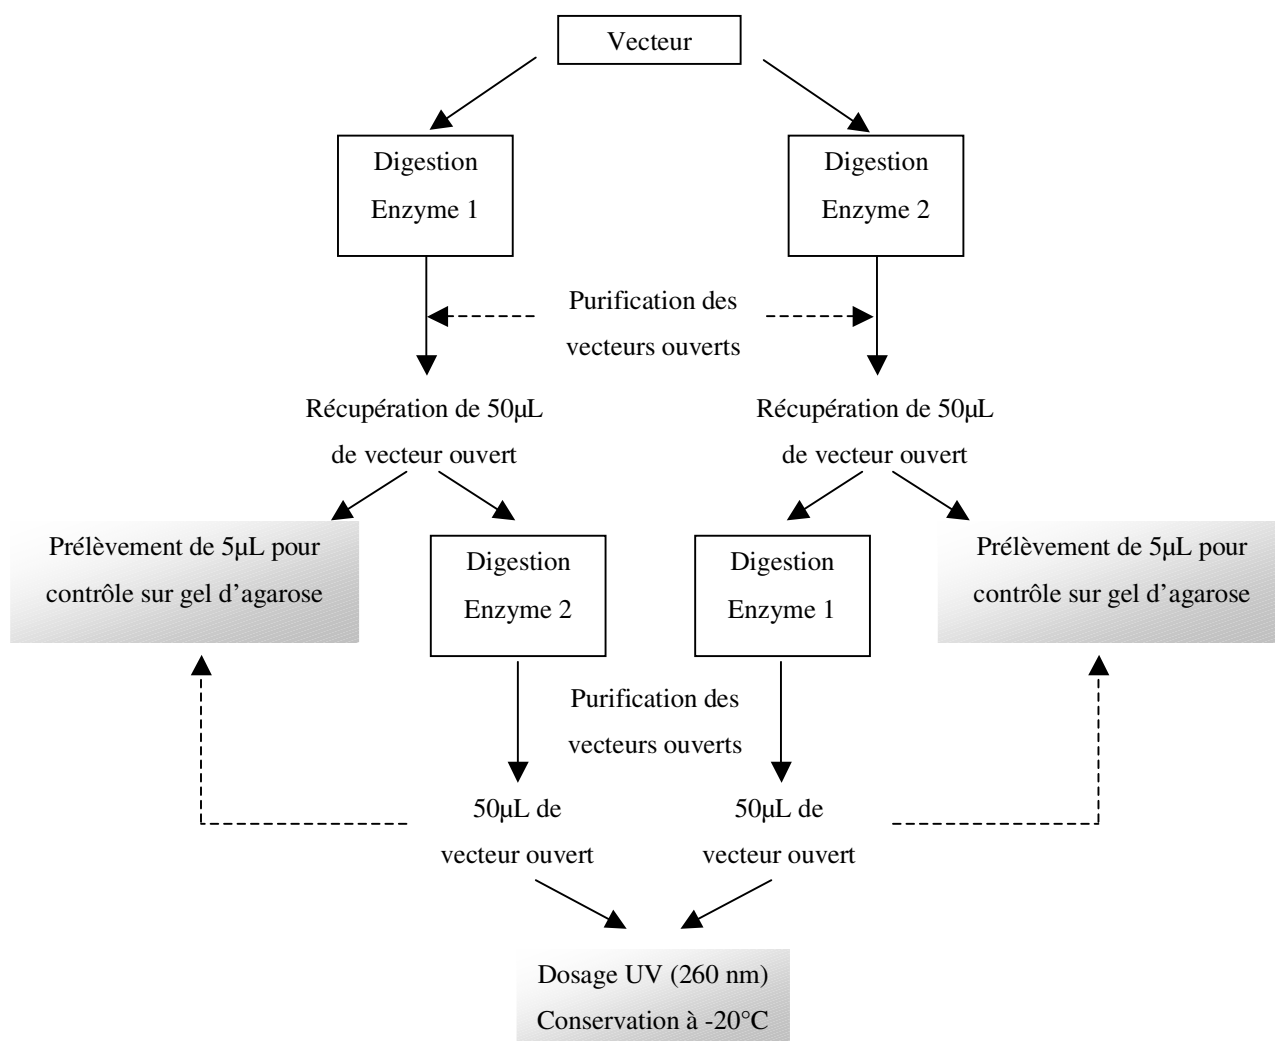 Vecteur
Digestion
Enzyme 1
Digestion
Enzyme 2
Purification des
vecteurs ouverts
Récupération de 50µL
de vecteur ouvert
Récupération de 50µL
de vecteur ouvert
Prélèvement de 5µL pour
contrôle sur gel d’agarose
Digestion
Enzyme 2
Digestion
Enzyme 1
Prélèvement de 5µL pour
contrôle sur gel d’agarose
Purification des
vecteurs ouverts
50µL de
vecteur ouvert
50µL de
vecteur ouvert
Dosage UV (260 nm)
Conservation à -20°C